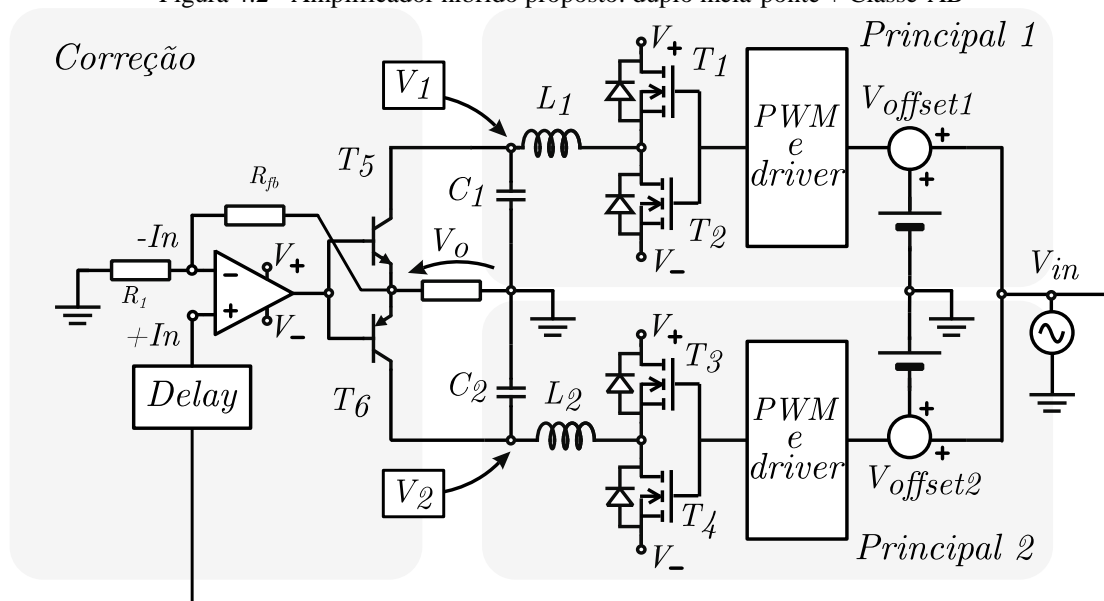 Figura 4.2 - Amplificador híbrido proposto: duplo meia-ponte + Classe-AB
Correção
Principal 1
V1
L1
V+
T1
PWM
e
driver
Voffset1
+
+
T5
Rfb
C1
T2
V−
-In
V+
Vo
Vin
R1
−
+
+In
V−
V+
T3
Delay
T6
C2
L2
PWM
e
driver
+
+
Voffset2
V2
T4
V−
Principal 2